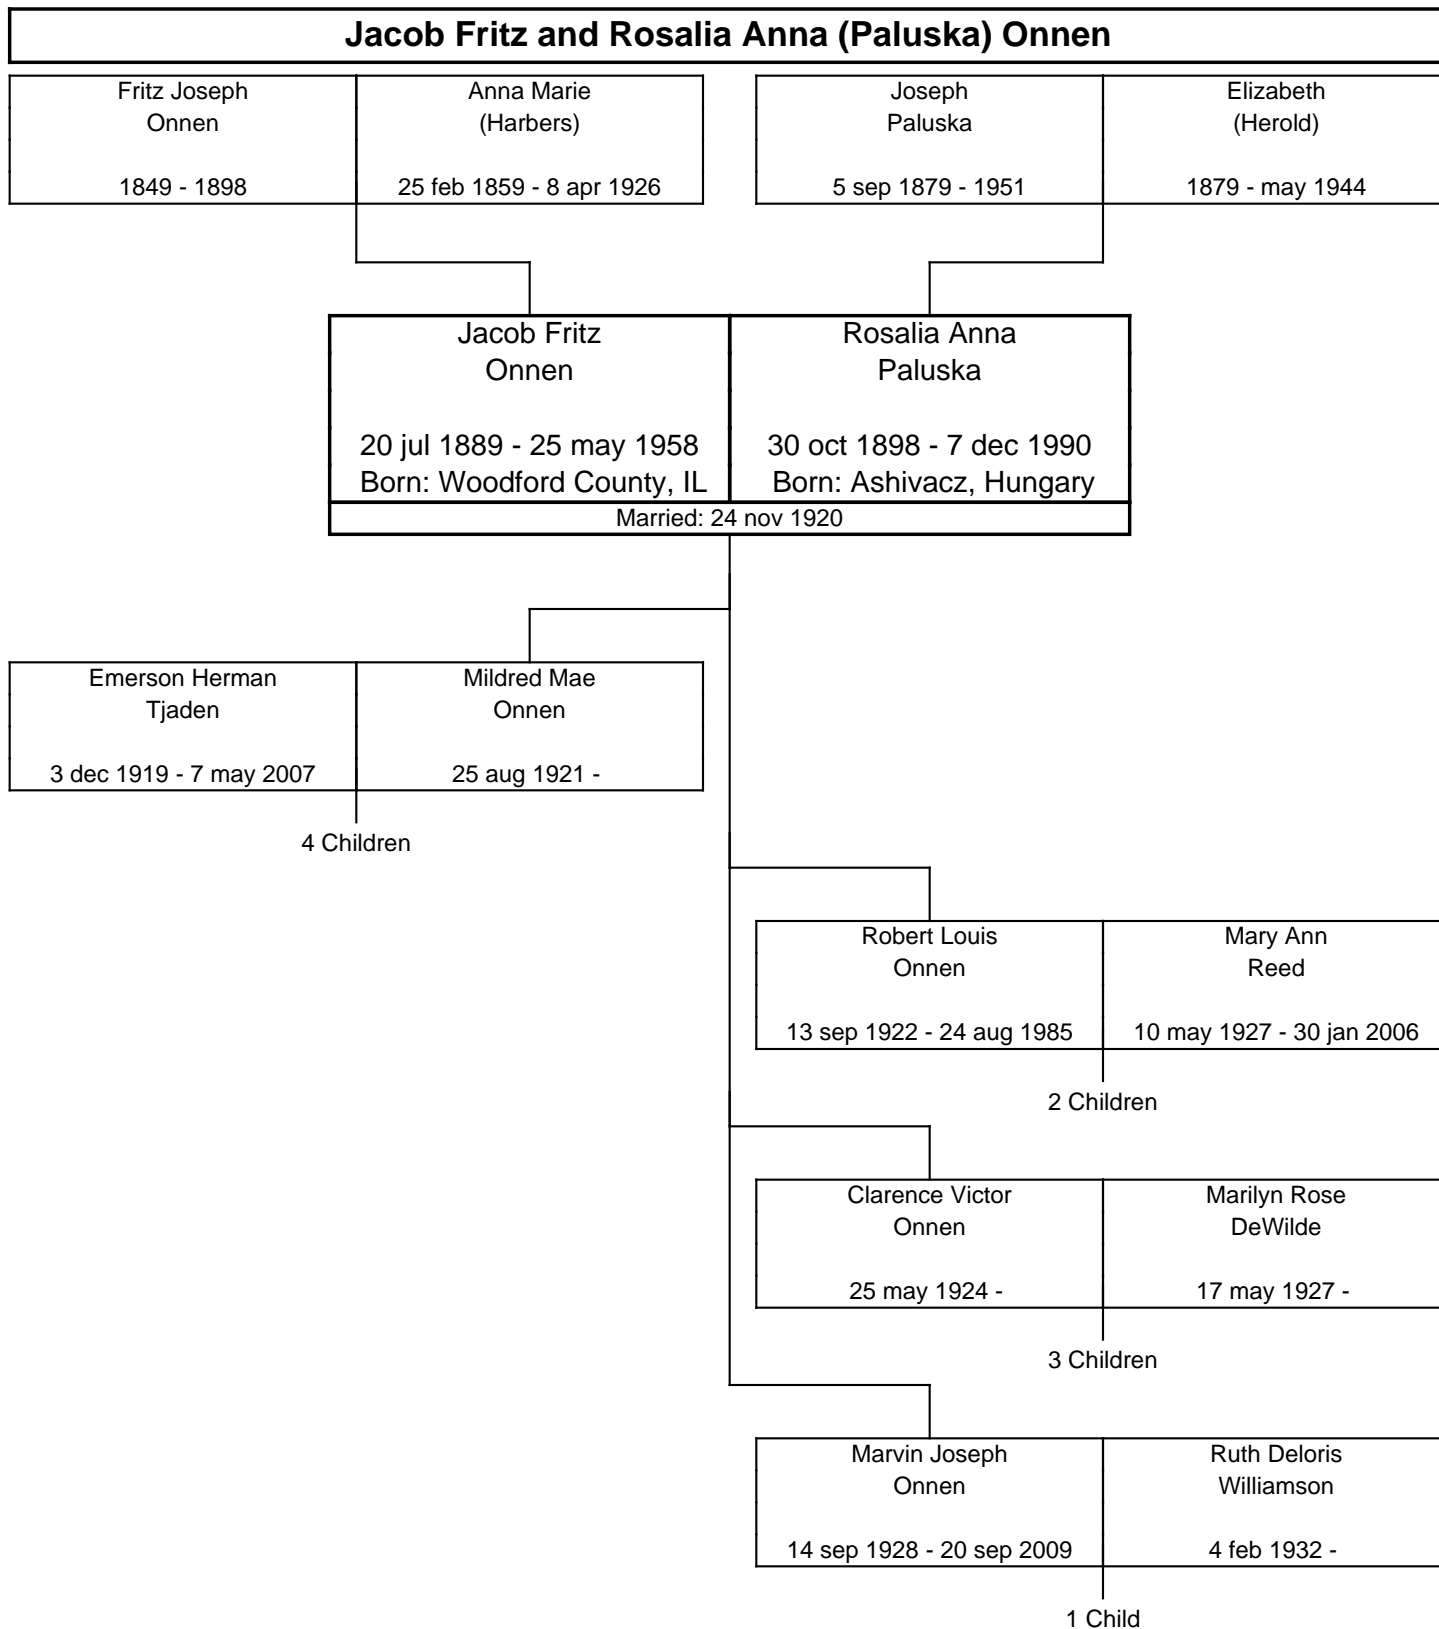 Jacob Fritz and Rosalia Anna (Paluska) Onnen
Fritz Joseph
Onnen
1849 - 1898
Anna Marie
(Harbers)
25 feb 1859 - 8 apr 1926
Joseph
Paluska
5 sep 1879 - 1951
Elizabeth
(Herold)
1879 - may 1944
Jacob Fritz
Onnen
20 jul 1889 - 25 may 1958
Born: Woodford County, IL
Rosalia Anna
Paluska
30 oct 1898 - 7 dec 1990
Born: Ashivacz, Hungary
Married: 24 nov 1920
Emerson Herman
Tjaden
3 dec 1919 - 7 may 2007
Mildred Mae
Onnen
25 aug 1921 -
4 Children
Robert Louis
Onnen
13 sep 1922 - 24 aug 1985
Mary Ann
Reed
10 may 1927 - 30 jan 2006
2 Children
Clarence Victor
Onnen
25 may 1924 -
Marilyn Rose
DeWilde
17 may 1927 -
3 Children
Marvin Joseph
Onnen
14 sep 1928 - 20 sep 2009
Ruth Deloris
Williamson
4 feb 1932 -
1 Child